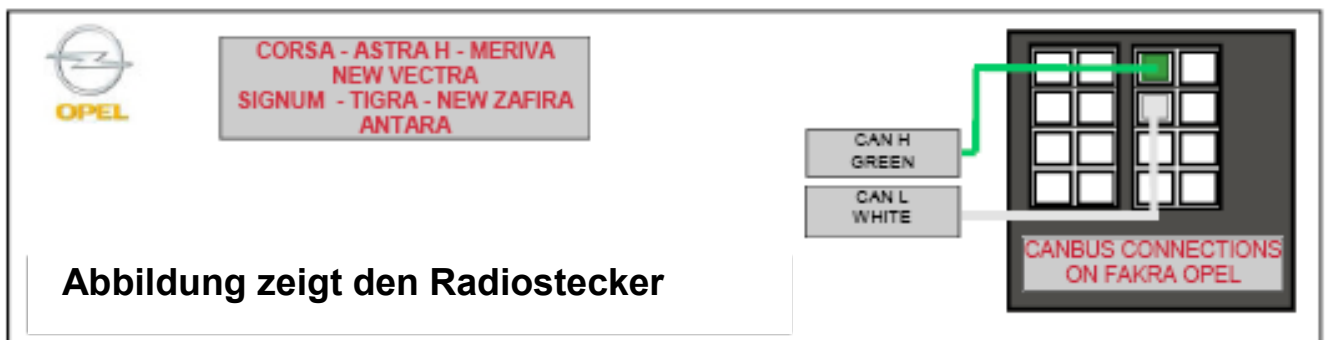 OPEL
CORSA - ASTRA H - MERIVA
NEW VECTRA
SIGNUM - TIGRA - NEW ZAFIRA
ANTARA
CAN H
GREEN
CAN L
WHITE
CANBUS CONNECTIONS
ON FAKRA OPEL
Abbildung zeigt den Radiostecker